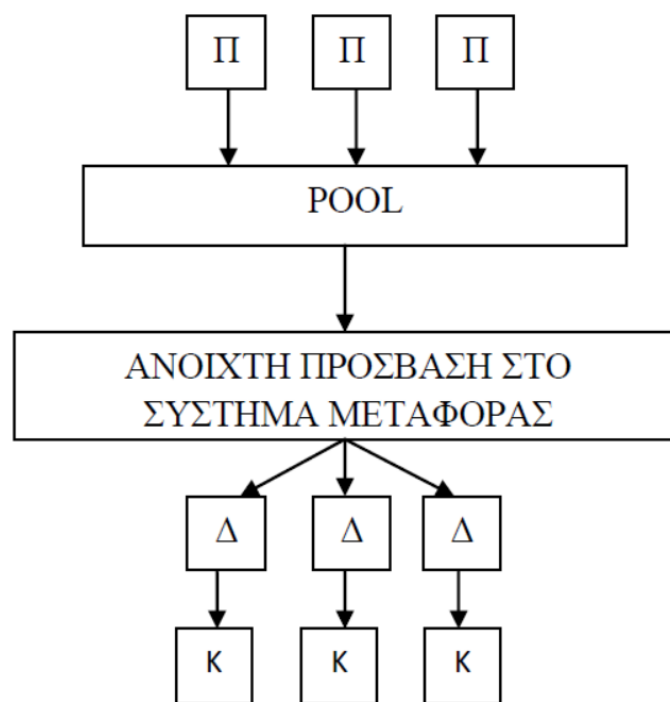 Π Π Π
POOL
ΑΝΟΙΧΤΗ ΠΡΟΣΒΑΣΗ ΣΤΟ
ΣΥΣΤΗΜΑ ΜΕΤΑΦΟΡΑΣ
Δ Δ Δ
Κ Κ Κ